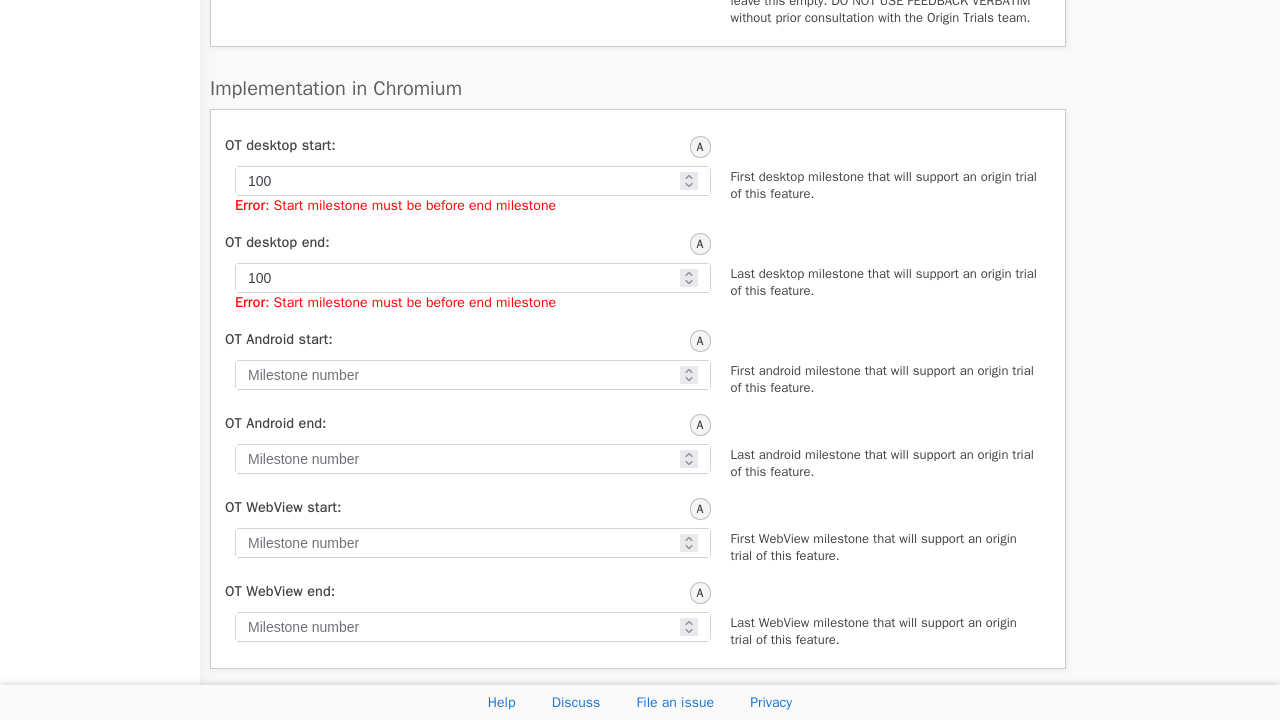 leave this empty. DO NOT USE FEEDBACK VERBATIM
without prior consultation with the Origin Trials team.
Implementation in Chromium
OT desktop start:
A
100
First desktop milestone that will support an origin trial
of this feature.
Error: Start milestone must be before end milestone
OT desktop end:
A
100
Last desktop milestone that will support an origin trial
of this feature.
Error: Start milestone must be before end milestone
OT Android start:
A
Milestone number
First android milestone that will support an origin trial
of this feature.
OT Android end:
A
Milestone number
Last android milestone that will support an origin trial
of this feature.
OT WebView start:
A
Milestone number
First WebView milestone that will support an origin
trial of this feature.
OT WebView end:
A
Milestone number
Last WebView milestone that will support an origin
trial of this feature.
Help
Discuss
File an issue
Privacy